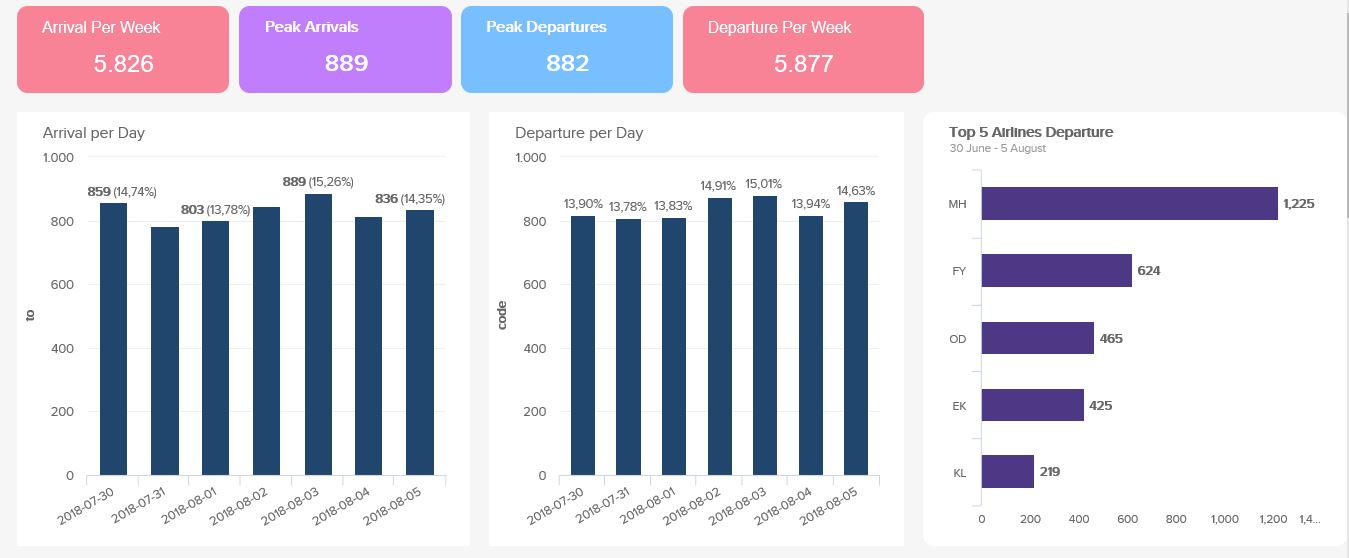 Arrival Per Week
5.826
Peak Arrivals
889
Peak Departures
882
Departure Per Week
5.877
Arrival per Day
1.000
800
600
400
200
0
to
859 (14,74%)
803 (13,78%)
889 (15,26%)
836 (14,35%)
2018-07-30
2018-07-31
2018-08-01
2018-08-02
2018-08-03
2018-08-04
2018-08-05
Departure per Day
1.000
800
600
400
200
0
code
13,90%
13,78%
13,83%
14,91%
15,01%
13,94%
14,63%
2018-07-30
2018-07-31
2018-08-01
2018-08-02
2018-08-03
2018-08-04
2018-08-05
Top 5 Airlines Departure
30 June - 5 August
MH
1,225
FY
624
OD
465
EK
425
KL
219
0 200 400 600 800 1,000 1,200 1,4...